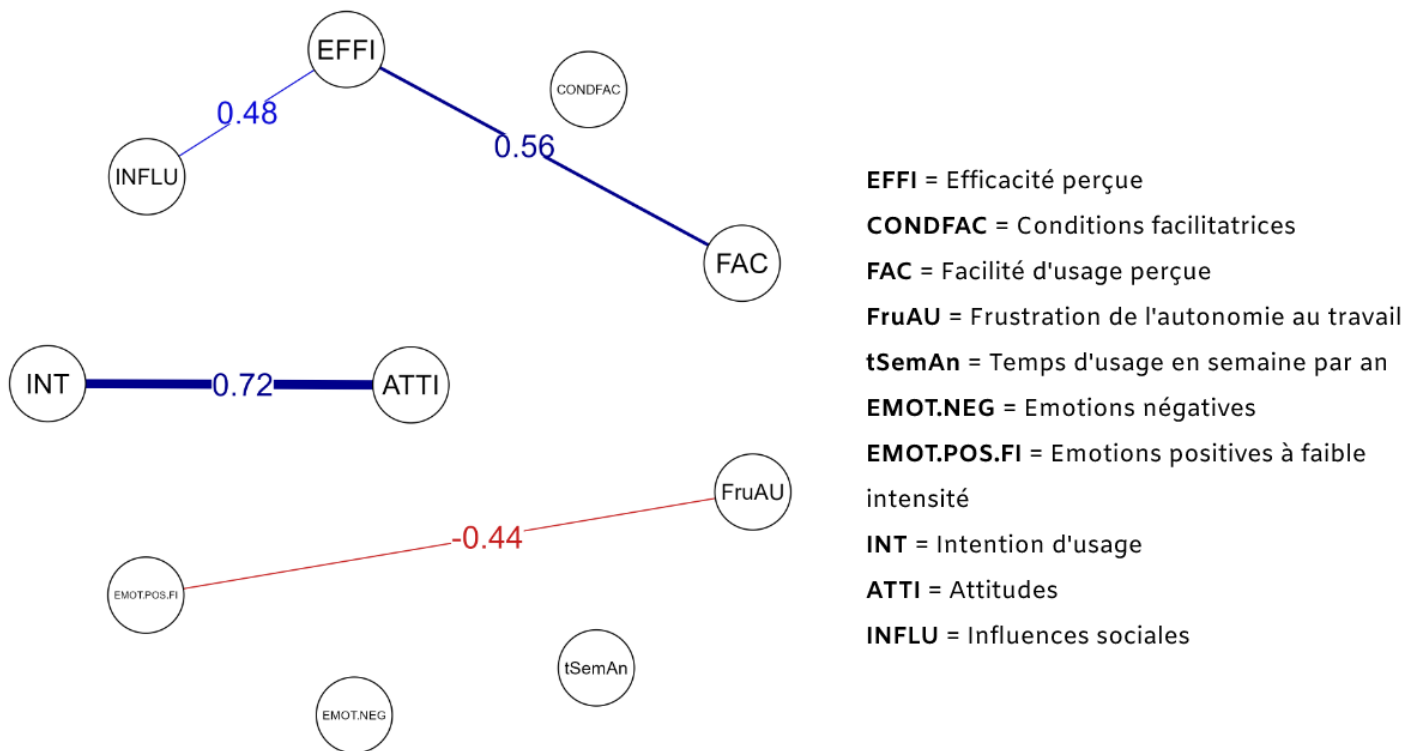 EFFI
CONDFAC
0.48
0.56
INFLU
FAC
INT
0.72
ATTI
FruAU
-0.44
EMOT.POS.FI
tSemAn
EMOT.NEG
EFFI = Efficacité perçue
CONDFAC = Conditions facilitatrices
FAC = Facilité d'usage perçue
FruAU = Frustration de l'autonomie au travail
tSemAn = Temps d'usage en semaine par an
EMOT.NEG = Emotions négatives
EMOT.POS.FI = Emotions positives à faible
intensité
INT = Intention d'usage
ATTI = Attitudes
INFLU = Influences sociales